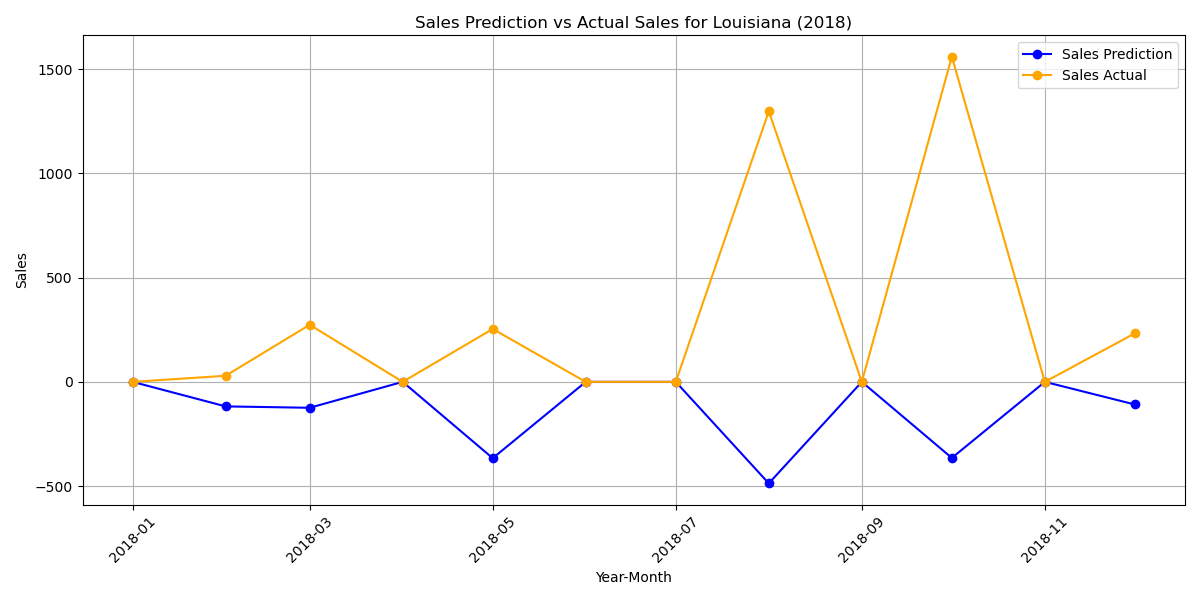 Sales Prediction vs Actual Sales for Louisiana (2018)
Sales Prediction
Sales Actual
1500
1000
500
0
−500
Sales
2018-01
2018-03
2018-05
2018-07
2018-09
2018-11
Year-Month